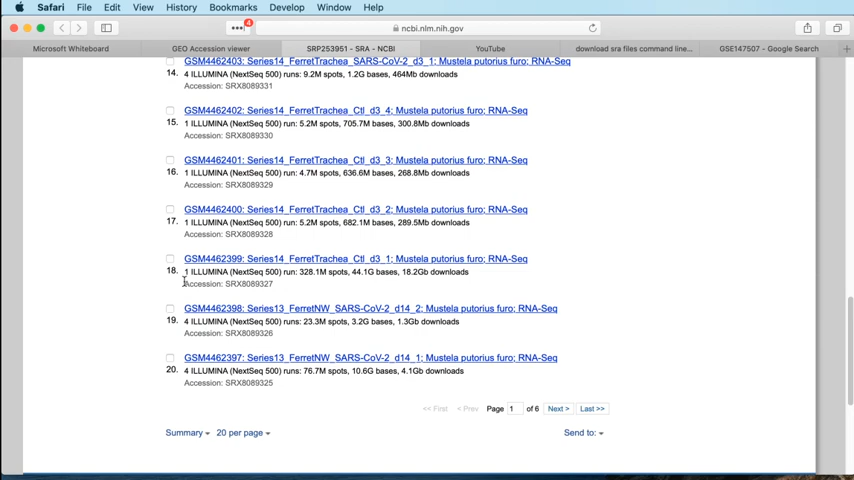 Safari File Edit View History Bookmarks Develop Window Help
4
ncbi.nlm.nih.gov
Microsoft Whiteboard GEO Accession viewer SRP253951 - SRA - NCBI YouTube download sra files command line... GSE147507 - Google Search
GSM4462403: Series14_FerretTrachea_SARS-CoV-2_d3_1; Mustela putorius furo; RNA-Seq
14. 4 ILLUMINA (NextSeq 500) runs: 9.2M spots, 1.2G bases, 464Mb downloads
Accession: SRX8089331
GSM4462402: Series14_FerretTrachea_Ctl_d3_4; Mustela putorius furo; RNA-Seq
15. 1 ILLUMINA (NextSeq 500) run: 5.2M spots, 705.7M bases, 300.8Mb downloads
Accession: SRX8089330
GSM4462401: Series14_FerretTrachea_Ctl_d3_3; Mustela putorius furo; RNA-Seq
16. 1 ILLUMINA (NextSeq 500) run: 4.7M spots, 636.6M bases, 268.8Mb downloads
Accession: SRX8089329
GSM4462400: Series14_FerretTrachea_Ctl_d3_2; Mustela putorius furo; RNA-Seq
17. 1 ILLUMINA (NextSeq 500) run: 5.2M spots, 682.1M bases, 289.5Mb downloads
Accession: SRX8089328
GSM4462399: Series14_FerretTrachea_Ctl_d3_1; Mustela putorius furo; RNA-Seq
18. 1 ILLUMINA (NextSeq 500) run: 328.1M spots, 44.1G bases, 18.2Gb downloads
Accession: SRX8089327
GSM4462398: Series13_FerretNW_SARS-CoV-2_d14_2; Mustela putorius furo; RNA-Seq
19. 4 ILLUMINA (NextSeq 500) runs: 23.3M spots, 3.2G bases, 1.3Gb downloads
Accession: SRX8089326
GSM4462397: Series13_FerretNW_SARS-CoV-2_d14_1; Mustela putorius furo; RNA-Seq
20. 4 ILLUMINA (NextSeq 500) runs: 76.7M spots, 10.6G bases, 4.1Gb downloads
Accession: SRX8089325
<< First < Prev Page 1 of 6 Next > Last >>
Summary 20 per page Send to: